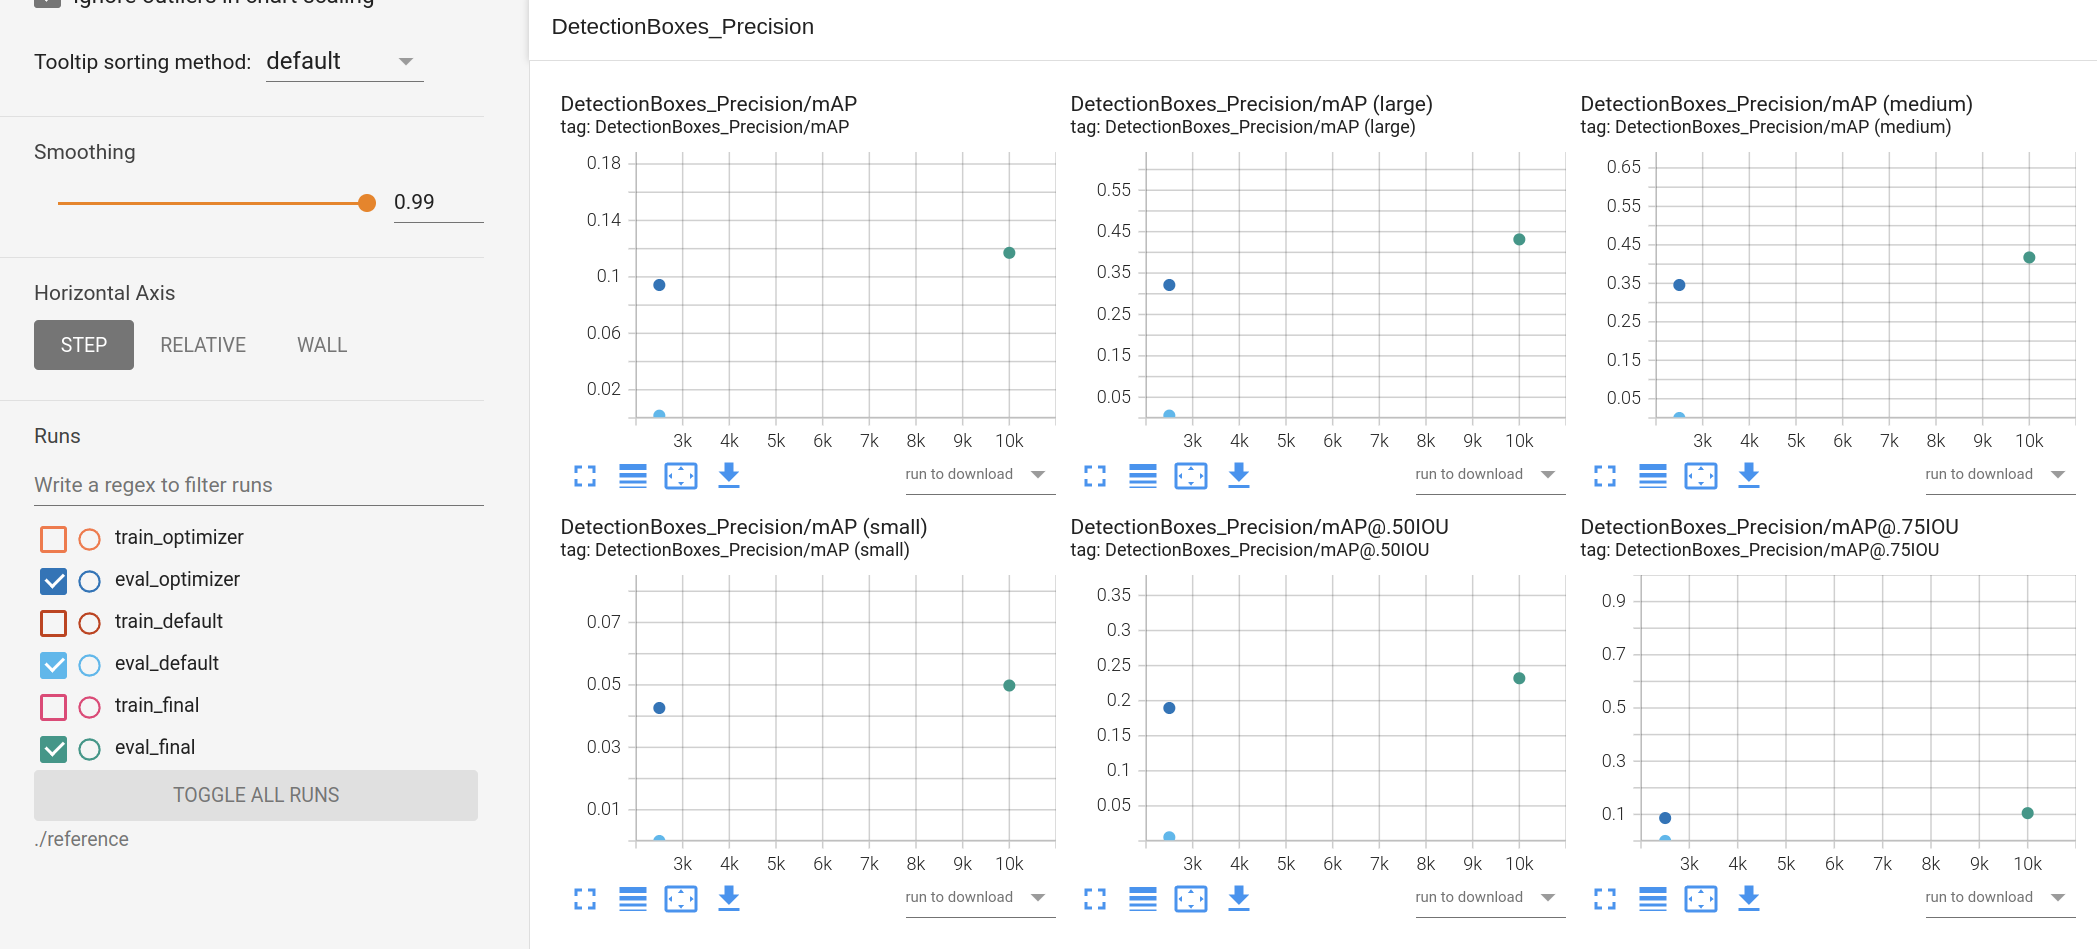 Ignore outliers in chart scaling
Tooltip sorting method: default
Smoothing
0.99
Horizontal Axis
STEP RELATIVE WALL
Runs
Write a regex to filter runs
train_optimizer
eval_optimizer
train_default
eval_default
train_final
eval_final
TOGGLE ALL RUNS
./reference
DetectionBoxes_Precision
DetectionBoxes_Precision/mAP
tag: DetectionBoxes_Precision/mAP
0.18
0.14
0.1
0.06
0.02
3k 4k 5k 6k 7k 8k 9k 10k
run to download
DetectionBoxes_Precision/mAP (large)
tag: DetectionBoxes_Precision/mAP (large)
0.55
0.45
0.35
0.25
0.15
0.05
3k 4k 5k 6k 7k 8k 9k 10k
run to download
DetectionBoxes_Precision/mAP (medium)
tag: DetectionBoxes_Precision/mAP (medium)
0.65
0.55
0.45
0.35
0.25
0.15
0.05
3k 4k 5k 6k 7k 8k 9k 10k
run to download
DetectionBoxes_Precision/mAP (small)
tag: DetectionBoxes_Precision/mAP (small)
0.07
0.05
0.03
0.01
3k 4k 5k 6k 7k 8k 9k 10k
run to download
DetectionBoxes_Precision/mAP@.50IOU
tag: DetectionBoxes_Precision/mAP@.50IOU
0.35
0.3
0.25
0.2
0.15
0.1
0.05
3k 4k 5k 6k 7k 8k 9k 10k
run to download
DetectionBoxes_Precision/mAP@.75IOU
tag: DetectionBoxes_Precision/mAP@.75IOU
0.9
0.7
0.5
0.3
0.1
3k 4k 5k 6k 7k 8k 9k 10k
run to download